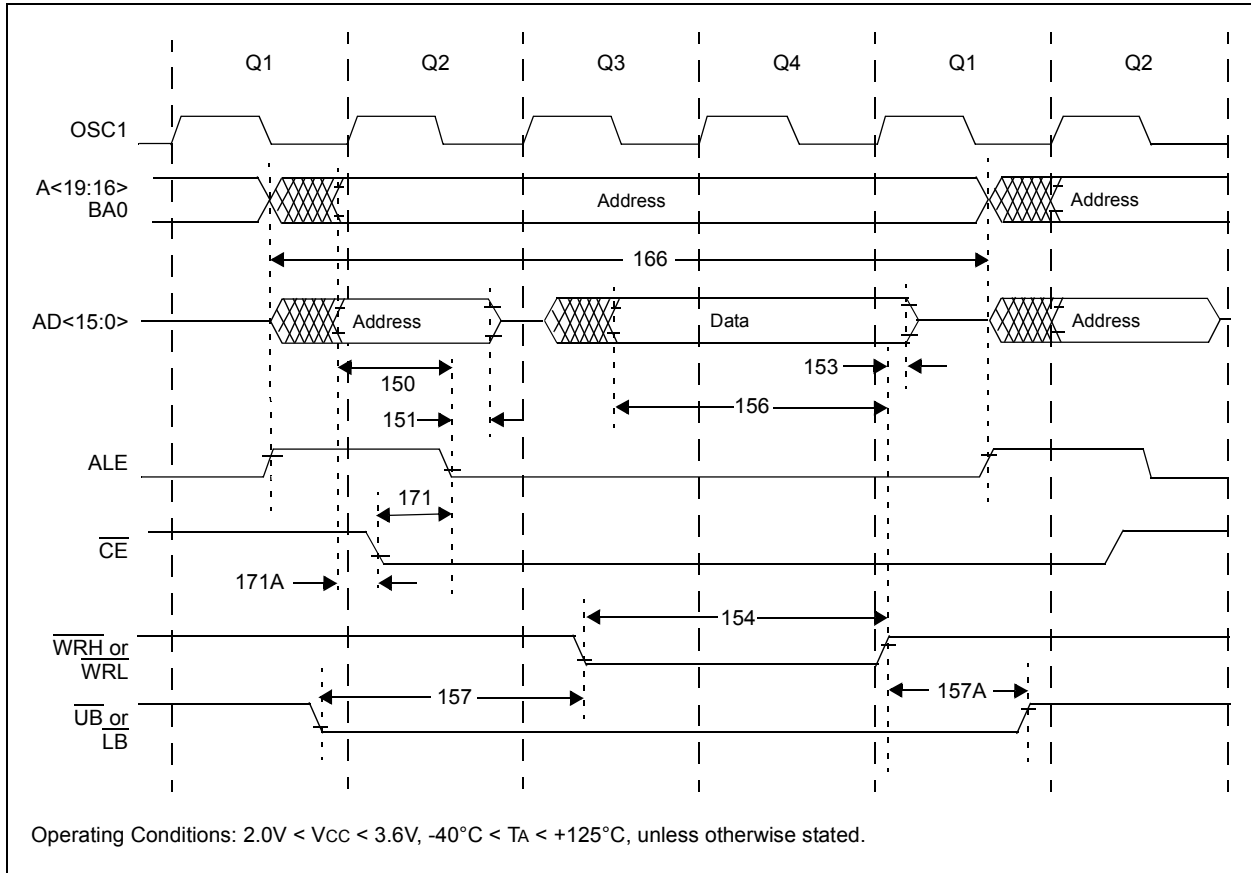 Q1 Q2 Q3 Q4 Q1 Q2
OSC1
A<19:16>
BA0
Address
Address
166
AD<15:0>
Address
Data
Address
150
153
151
156
ALE
171
CE
171A
154
WRH or
WRL
157
157A
UB or
LB
Operating Conditions: 2.0V < VCC < 3.6V, -40°C < TA < +125°C, unless otherwise stated.